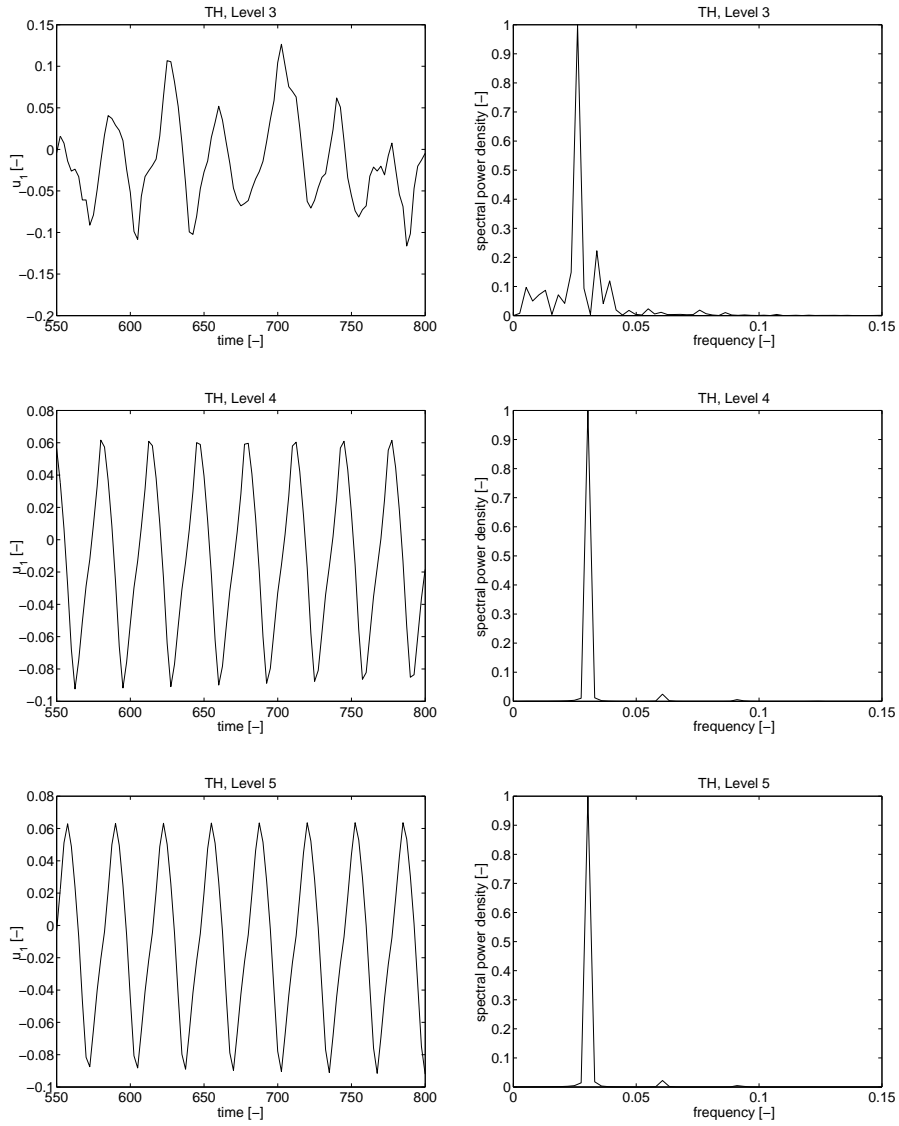 TH, Level 3
0.15
0.1
0.05
0
−0.05
−0.1
−0.15
−0.2
u1 [−]
550 600 650 700 750 800
time [−]
TH, Level 3
1
0.9
0.8
0.7
0.6
0.5
0.4
0.3
0.2
0.1
0
spectral power density [−]
0 0.05 0.1 0.15
frequency [−]
TH, Level 4
0.08
0.06
0.04
0.02
0
−0.02
−0.04
−0.06
−0.08
−0.1
u1 [−]
550 600 650 700 750 800
time [−]
TH, Level 4
1
0.9
0.8
0.7
0.6
0.5
0.4
0.3
0.2
0.1
0
spectral power density [−]
0 0.05 0.1 0.15
frequency [−]
TH, Level 5
0.08
0.06
0.04
0.02
0
−0.02
−0.04
−0.06
−0.08
−0.1
u1 [−]
550 600 650 700 750 800
time [−]
TH, Level 5
1
0.9
0.8
0.7
0.6
0.5
0.4
0.3
0.2
0.1
0
spectral power density [−]
0 0.05 0.1 0.15
frequency [−]